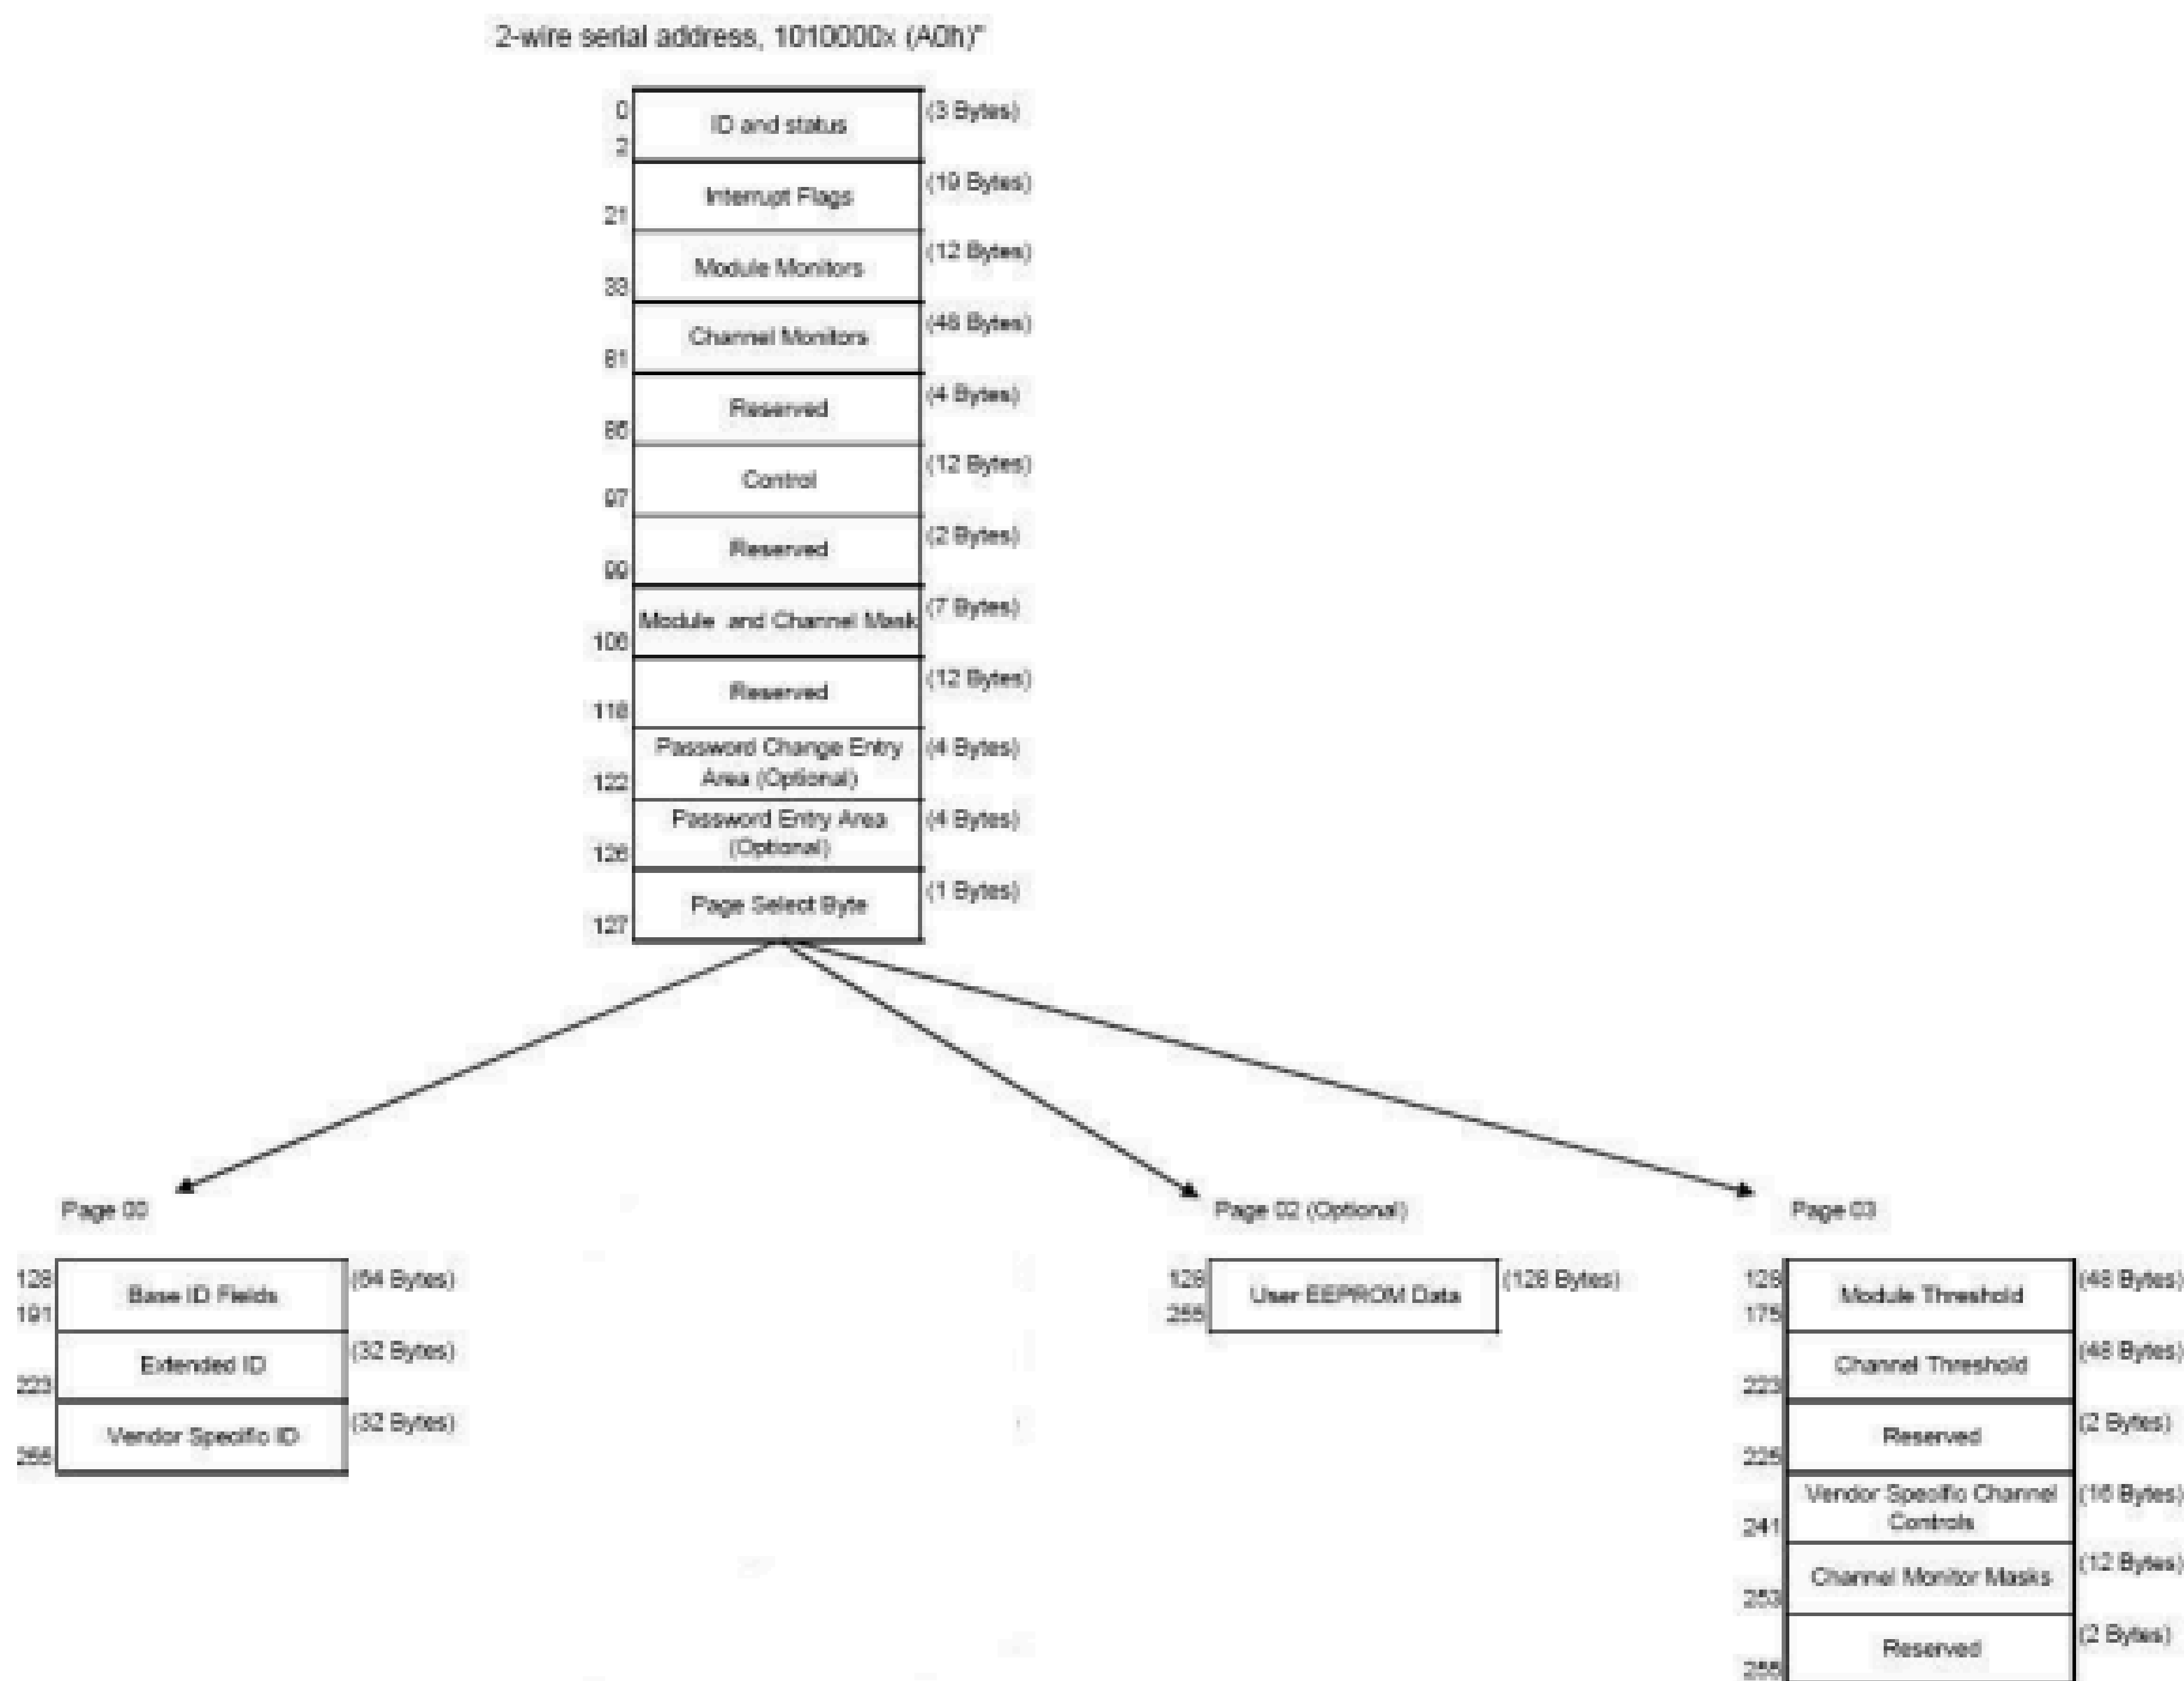 2-wire serial address, 1010000x (A0h)"
0
ID and status
(3 Bytes)
2
Interrupt Flags
(19 Bytes)
21
Module Monitors
(12 Bytes)
33
Channel Monitors
(48 Bytes)
81
Reserved
(4 Bytes)
85
Control
(12 Bytes)
97
Reserved
(2 Bytes)
99
Module and Channel Mask
(7 Bytes)
106
Reserved
(12 Bytes)
118
Password Change Entry
Area (Optional)
(4 Bytes)
122
Password Entry Area
(Optional)
(4 Bytes)
126
Page Select Byte
(1 Bytes)
127
Page 00
128
Base ID Fields
(64 Bytes)
191
Extended ID
(32 Bytes)
223
Vendor Specific ID
(32 Bytes)
255
Page 02 (Optional)
128
User EEPROM Data
(128 Bytes)
255
Page 03
128
Module Threshold
(48 Bytes)
175
Channel Threshold
(48 Bytes)
223
Reserved
(2 Bytes)
225
Vendor Specific Channel
Controls
(16 Bytes)
241
Channel Monitor Masks
(12 Bytes)
253
Reserved
(2 Bytes)
255